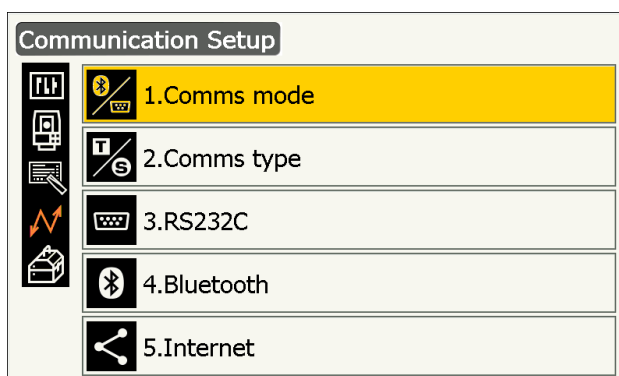 Communication Setup
1.Comms mode
T
S
2.Comms type
3.RS232C
4.Bluetooth
5.Internet